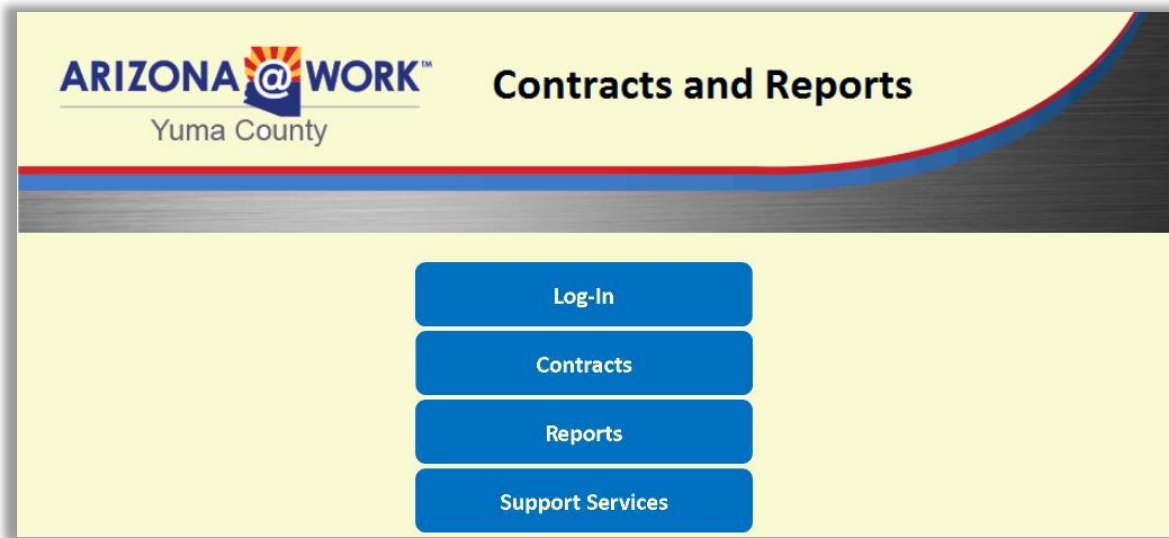 ARIZONA@WORK™
Yuma County
Contracts and Reports
Log-In
Contracts
Reports
Support Services